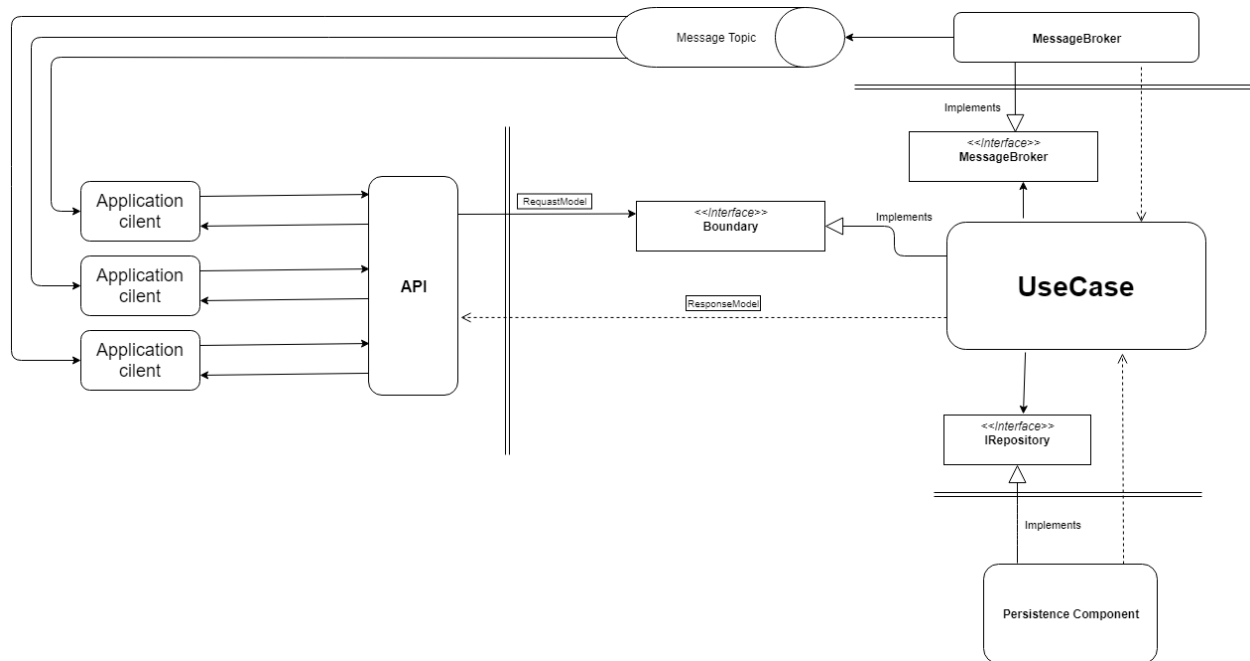 Message Topic
MessageBroker
Implements
<<Interface>>
MessageBroker
Application
cilent
RequastModel
<<Interface>>
Boundary
Implements
Application
cilent
API
UseCase
ResponseModel
Application
cilent
<<Interface>>
IRepository
Implements
Persistence Component